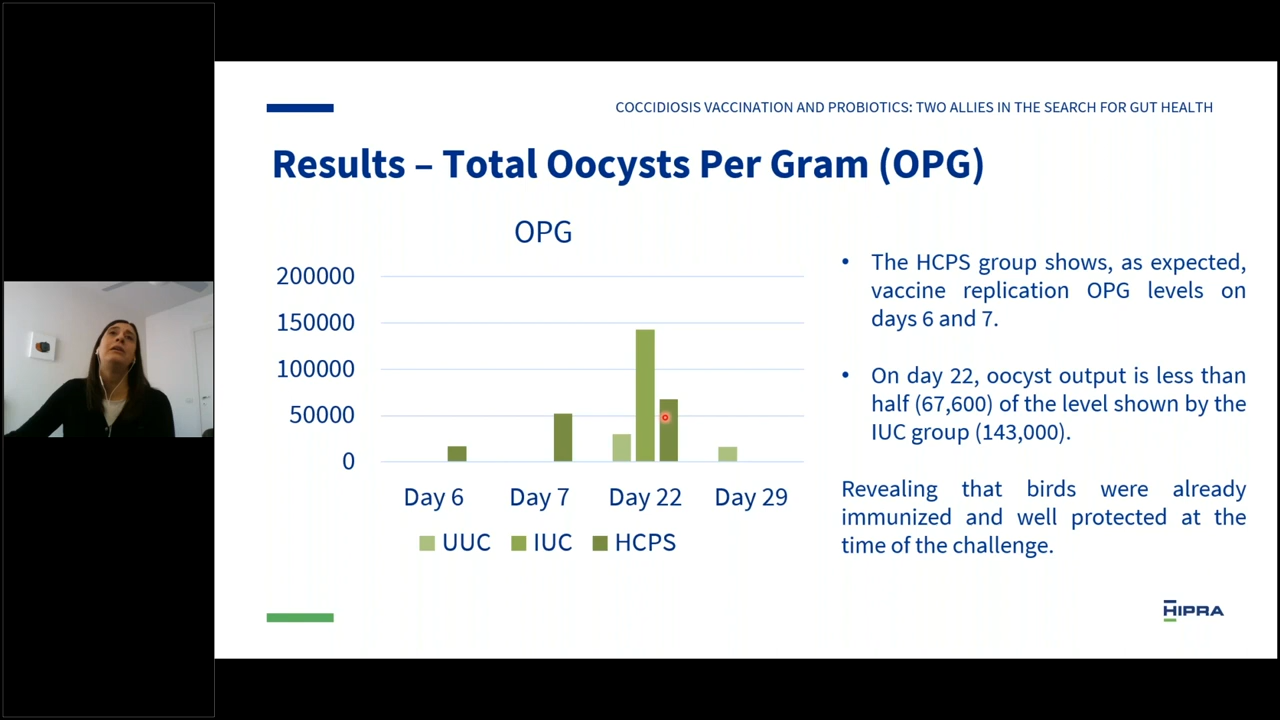 COCCIDIOSIS VACCINATION AND PROBIOTICS: TWO ALLIES IN THE SEARCH FOR GUT HEALTH
Results – Total Oocysts Per Gram (OPG)
OPG
200000
150000
100000
50000
0
Day 6 Day 7 Day 22 Day 29
UUC IUC HCPS
• The HCPS group shows, as expected,
vaccine replication OPG levels on
days 6 and 7.
• On day 22, oocyst output is less than
half (67,600) of the level shown by the
IUC group (143,000).
Revealing that birds were already
immunized and well protected at the
time of the challenge.
HIPRA